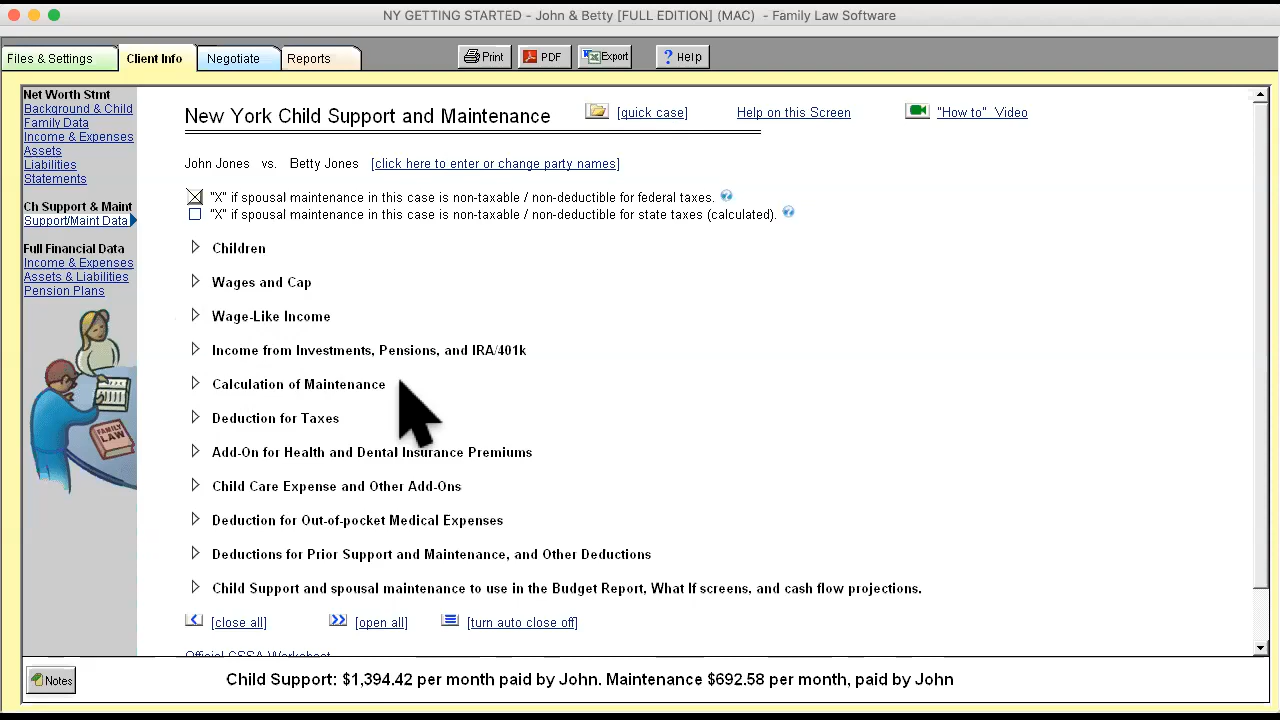 NY GETTING STARTED - John & Betty [FULL EDITION] (MAC)  - Family Law Software
Files & Settings
Client Info
Negotiate
Reports
Print
PDF
Export
? Help
Net Worth Stmt
Background & Child
Family Data
Income & Expenses
Assets
Liabilities
Statements
Ch Support & Maint
Support/Maint Data
Full Financial Data
Income & Expenses
Assets & Liabilities
Pension Plans
FAMILY LAW
New York Child Support and Maintenance
[quick case]
Help on this Screen
"How to"  Video
John Jones  vs.  Betty Jones  [click here to enter or change party names]
"X" if spousal maintenance in this case is non-taxable / non-deductible for federal taxes. ?
"X" if spousal maintenance in this case is non-taxable / non-deductible for state taxes (calculated). ?
Children
Wages and Cap
Wage-Like Income
Income from Investments, Pensions, and IRA/401k
Calculation of Maintenance
Deduction for Taxes
Add-On for Health and Dental Insurance Premiums
Child Care Expense and Other Add-Ons
Deduction for Out-of-pocket Medical Expenses
Deductions for Prior Support and Maintenance, and Other Deductions
Child Support and spousal maintenance to use in the Budget Report, What If screens, and cash flow projections.
[close all]
[open all]
[turn auto close off]
Official CSSA Worksheet
Notes
Child Support: $1,394.42 per month paid by John. Maintenance $692.58 per month, paid by John